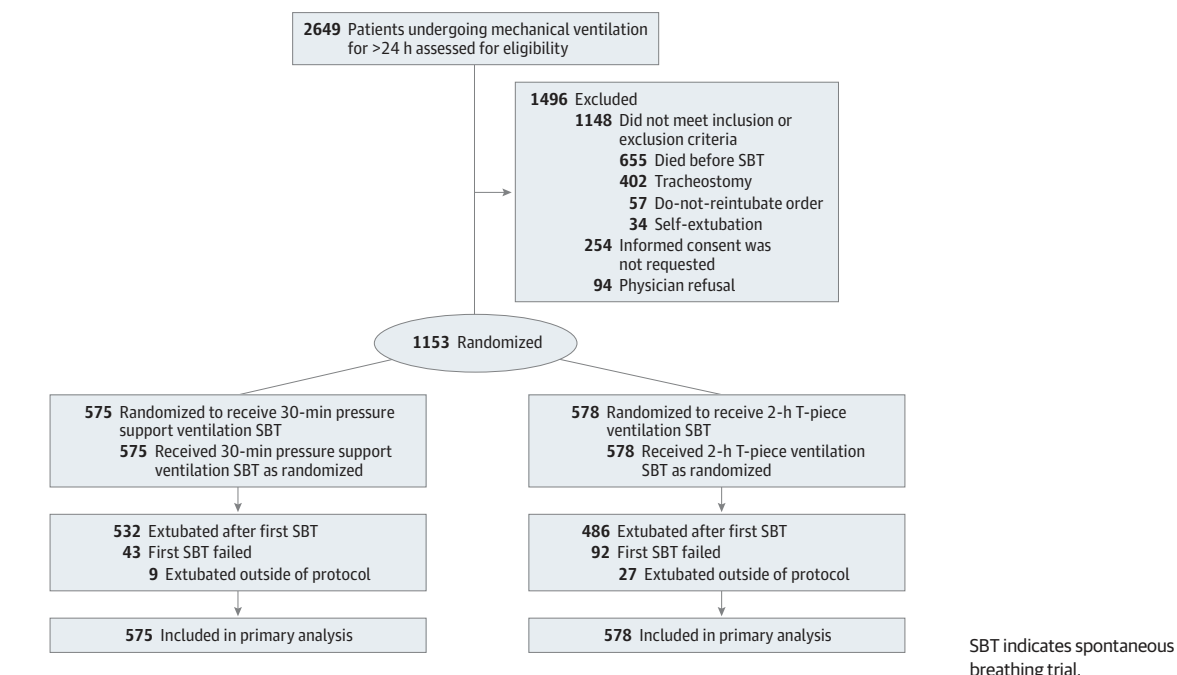 2649 Patients undergoing mechanical ventilation
for >24 h assessed for eligibility
1496 Excluded
1148 Did not meet inclusion or
exclusion criteria
655 Died before SBT
402 Tracheostomy
57 Do-not-reintubate order
34 Self-extubation
254 Informed consent was
not requested
94 Physician refusal
1153 Randomized
575 Randomized to receive 30-min pressure
support ventilation SBT
575 Received 30-min pressure support
ventilation SBT as randomized
578 Randomized to receive 2-h T-piece
ventilation SBT
578 Received 2-h T-piece ventilation
SBT as randomized
532 Extubated after first SBT
43 First SBT failed
9 Extubated outside of protocol
486 Extubated after first SBT
92 First SBT failed
27 Extubated outside of protocol
575 Included in primary analysis
578 Included in primary analysis
SBT indicates spontaneous
breathing trial.